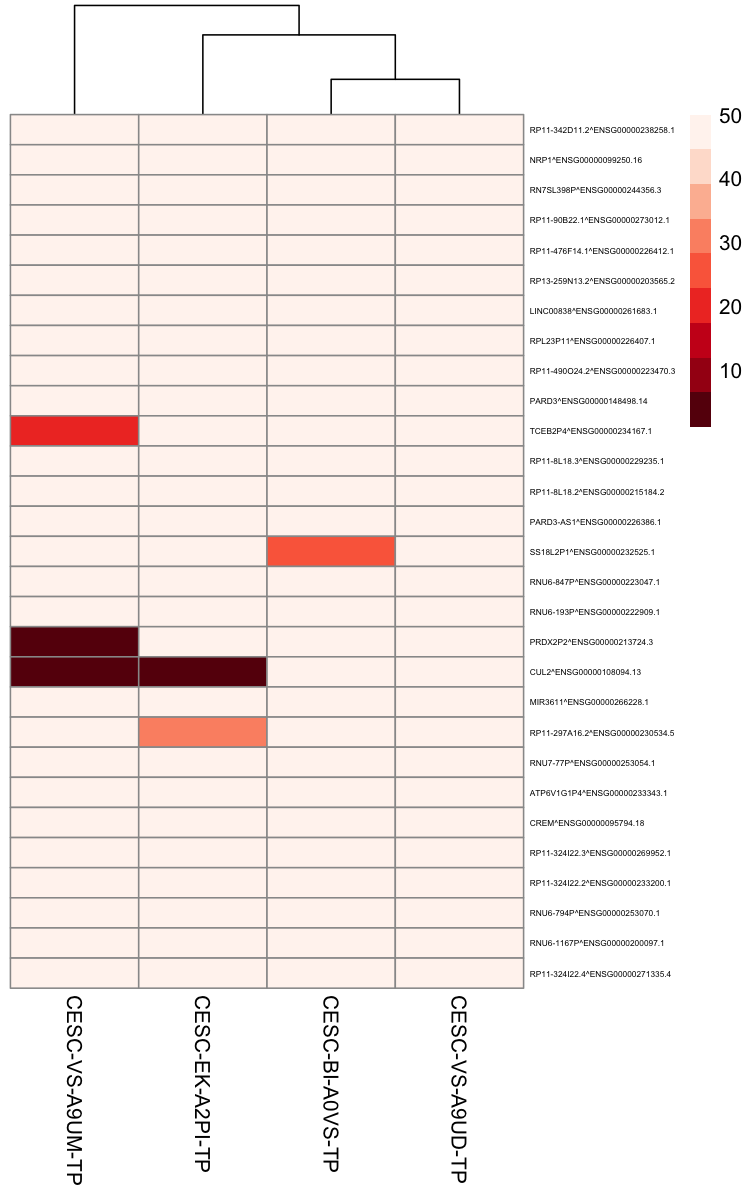 RP11-342D11.2^ENSG00000238258.1
NRP1^ENSG00000099250.16
RN7SL398P^ENSG00000244356.3
RP11-90B22.1^ENSG00000273012.1
RP11-476F14.1^ENSG00000226412.1
RP13-259N13.2^ENSG00000203565.2
LINC00838^ENSG00000261683.1
RPL23P11^ENSG00000226407.1
RP11-490O24.2^ENSG00000223470.3
PARD3^ENSG00000148498.14
TCEB2P4^ENSG00000234167.1
RP11-8L18.3^ENSG00000229235.1
RP11-8L18.2^ENSG00000215184.2
PARD3-AS1^ENSG00000226386.1
SS18L2P1^ENSG00000232525.1
RNU6-847P^ENSG00000223047.1
RNU6-193P^ENSG00000222909.1
PRDX2P2^ENSG00000213724.3
CUL2^ENSG00000108094.13
MIR3611^ENSG00000266228.1
RP11-297A16.2^ENSG00000230534.5
RNU7-77P^ENSG00000253054.1
ATP6V1G1P4^ENSG00000233343.1
CREM^ENSG00000095794.18
RP11-324I22.3^ENSG00000269952.1
RP11-324I22.2^ENSG00000233200.1
RNU6-794P^ENSG00000253070.1
RNU6-1167P^ENSG00000200097.1
RP11-324I22.4^ENSG00000271335.4
50
40
30
20
10
CESC-VS-A9UM-TP
CESC-EK-A2PI-TP
CESC-BI-A0VS-TP
CESC-VS-A9UD-TP